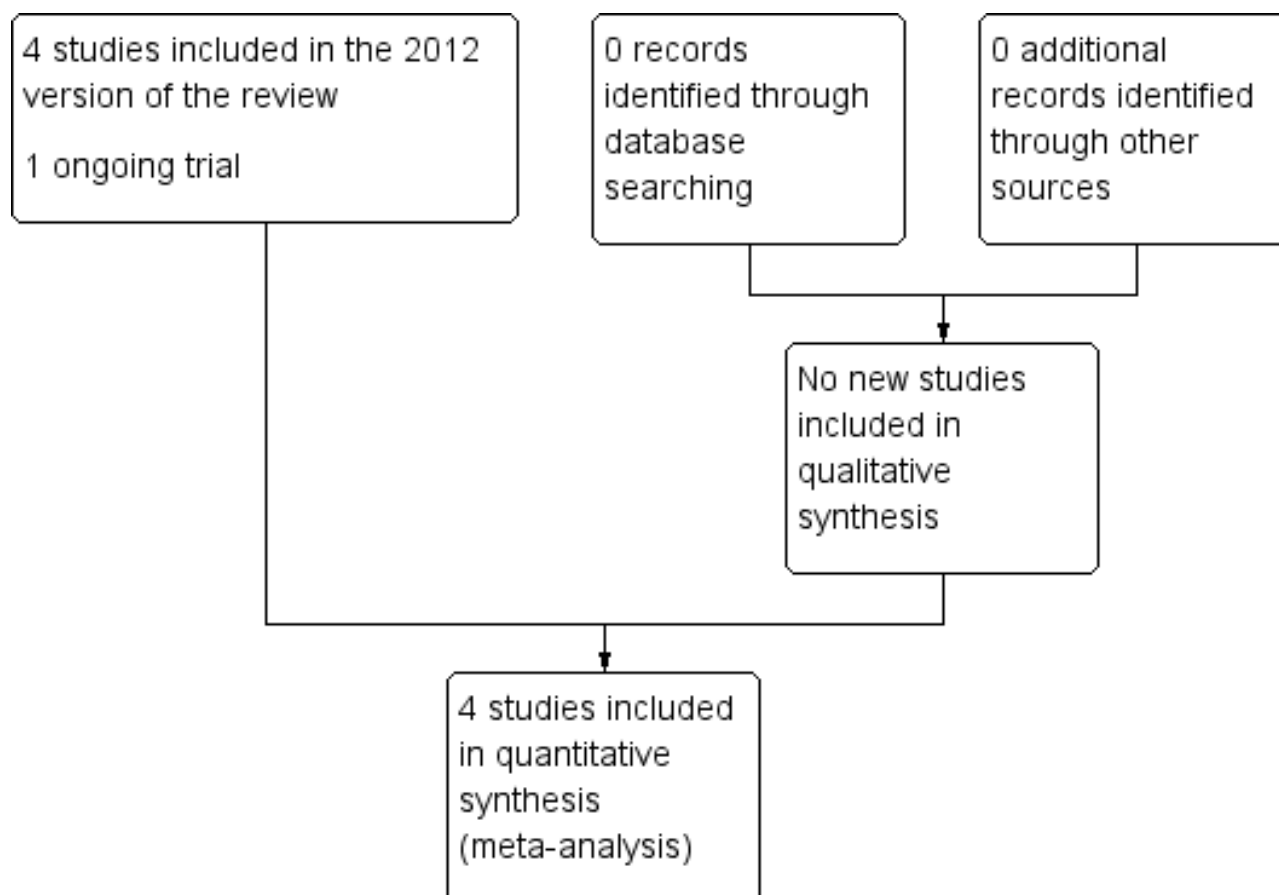 4 studies included in the 2012
version of the review
1 ongoing trial
0 records
identified through
database
searching
0 additional
records identified
through other
sources
No new studies
included in
qualitative
synthesis
4 studies included
in quantitative
synthesis
(meta-analysis)